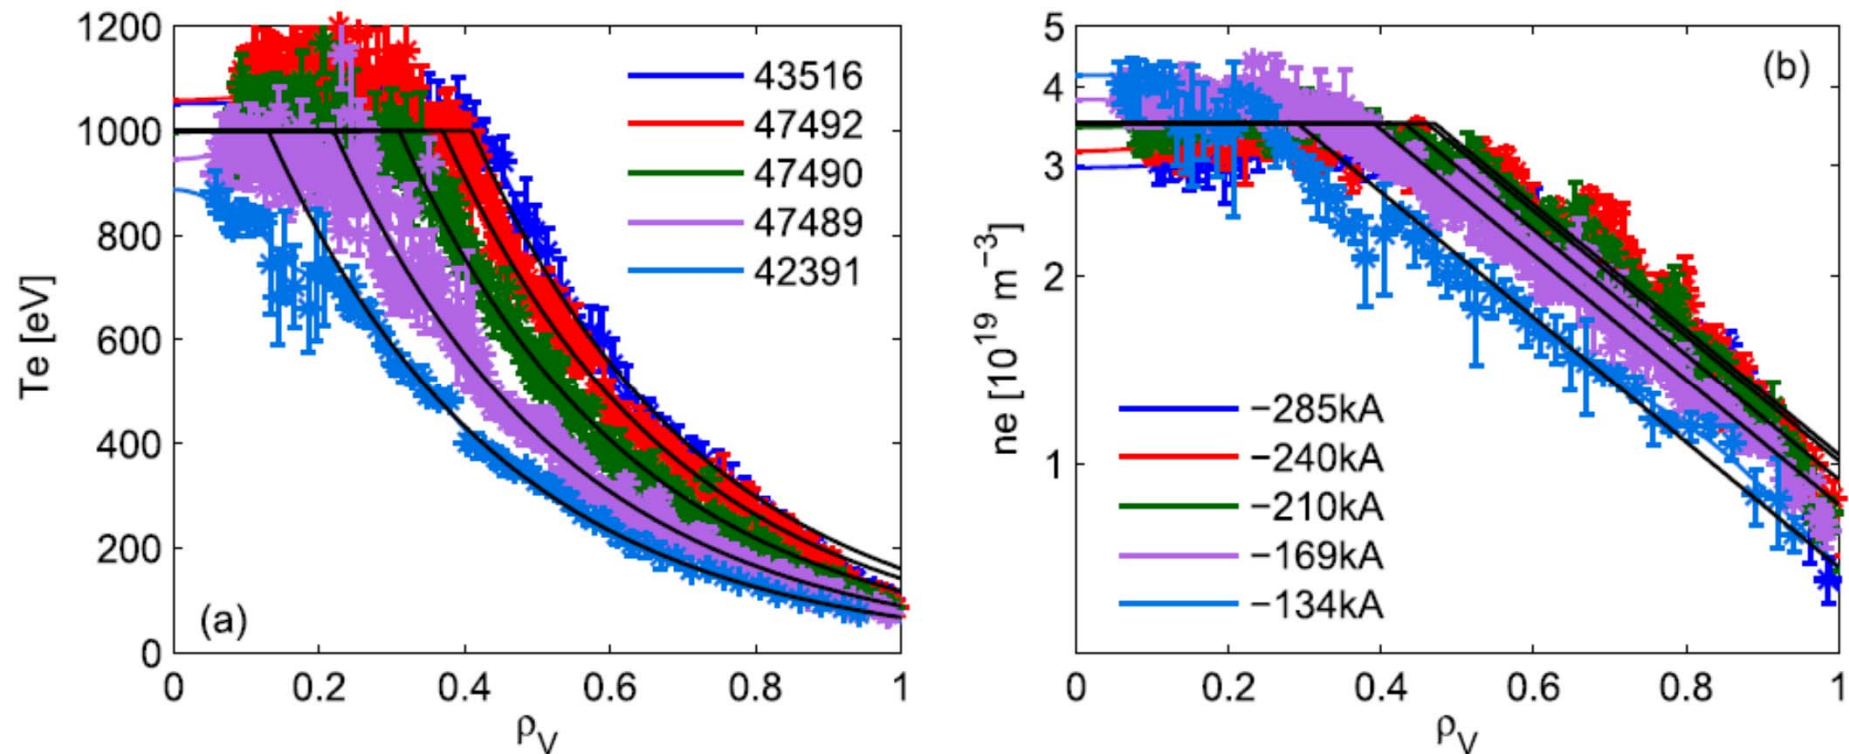 1200
1000
800
600
400
200
0
Te [eV]
0 0.2 0.4 0.6 0.8 1
ρV
(a)
43516
47492
47490
47489
42391
5
4
3
2
1
ne [10^19 m^−3]
0 0.2 0.4 0.6 0.8 1
ρV
(b)
−285kA
−240kA
−210kA
−169kA
−134kA